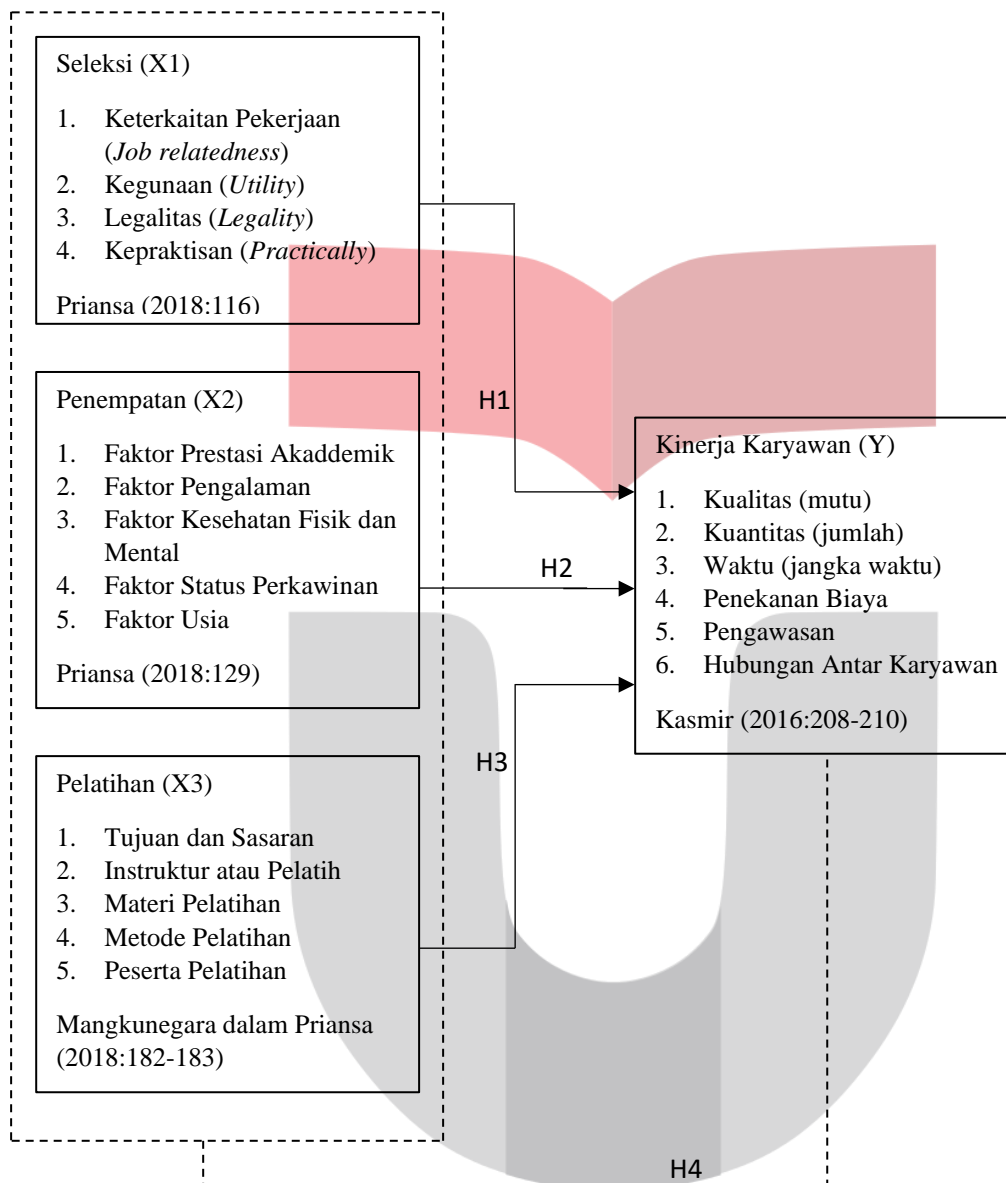 Seleksi (X1)
1. Keterkaitan Pekerjaan
(Job relatedness)
2. Kegunaan (Utility)
3. Legalitas (Legality)
4. Kepraktisan (Practically)
Priansa (2018:116)
Penempatan (X2)
1. Faktor Prestasi Akaddemik
2. Faktor Pengalaman
3. Faktor Kesehatan Fisik dan
Mental
4. Faktor Status Perkawinan
5. Faktor Usia
Priansa (2018:129)
Pelatihan (X3)
1. Tujuan dan Sasaran
2. Instruktur atau Pelatih
3. Materi Pelatihan
4. Metode Pelatihan
5. Peserta Pelatihan
Mangkunegara dalam Priansa
(2018:182-183)
H1
H2
H3
Kinerja Karyawan (Y)
1. Kualitas (mutu)
2. Kuantitas (jumlah)
3. Waktu (jangka waktu)
4. Penekanan Biaya
5. Pengawasan
6. Hubungan Antar Karyawan
Kasmir (2016:208-210)
H4